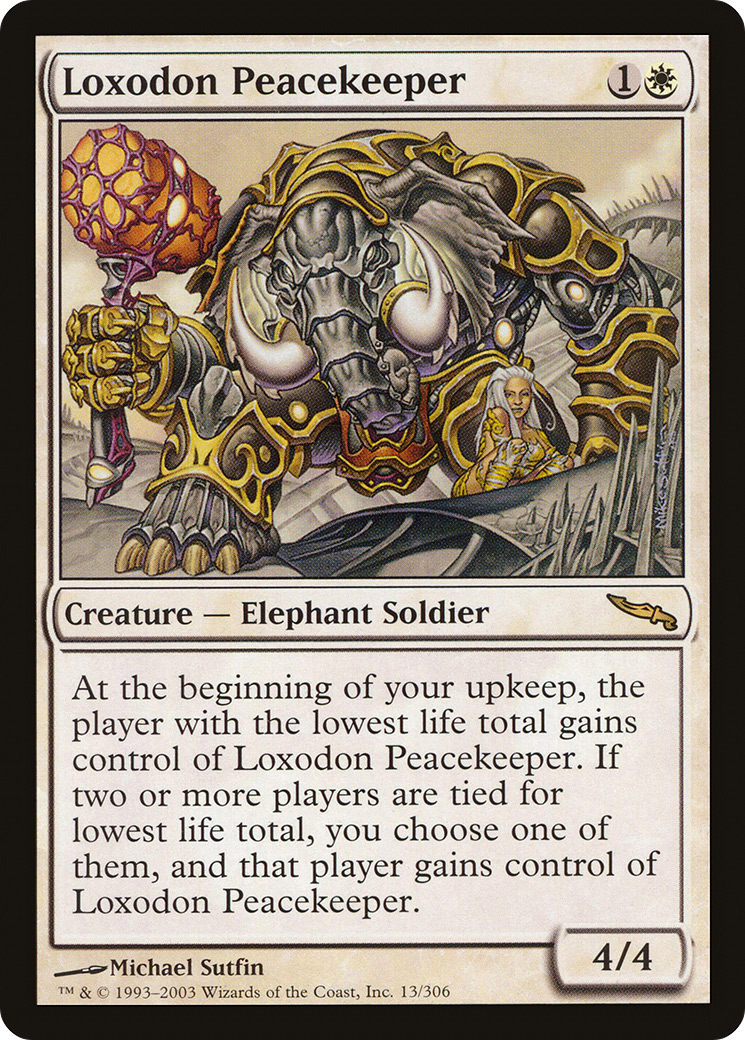 Loxodon Peacekeeper 1
Mike Sutfin
Creature — Elephant Soldier
At the beginning of your upkeep, the
player with the lowest life total gains
control of Loxodon Peacekeeper. If
two or more players are tied for
lowest life total, you choose one of
them, and that player gains control of
Loxodon Peacekeeper.
4/4
Michael Sutfin
™ & © 1993–2003 Wizards of the Coast, Inc. 13/306